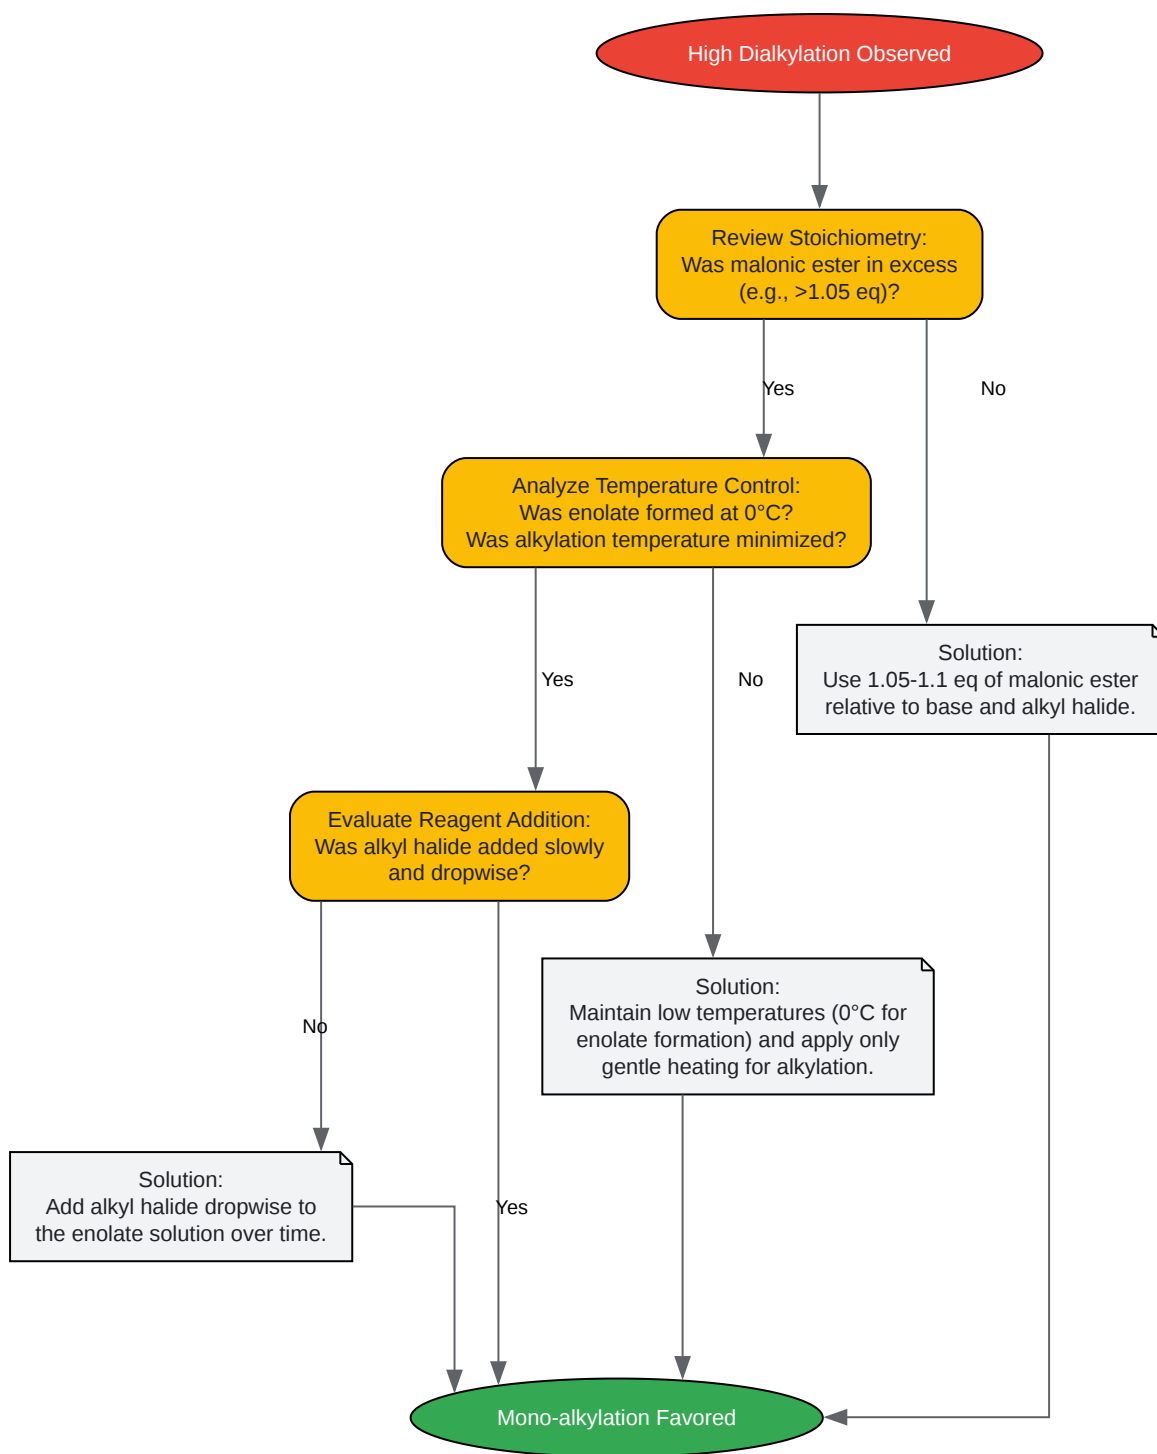 High Dialkylation Observed
Review Stoichiometry:
Was malonic ester in excess
(e.g., >1.05 eq)?
Yes
No
Analyze Temperature Control:
Was enolate formed at 0°C?
Was alkylation temperature minimized?
Solution:
Use 1.05-1.1 eq of malonic ester
relative to base and alkyl halide.
Yes
No
Evaluate Reagent Addition:
Was alkyl halide added slowly
and dropwise?
Solution:
Maintain low temperatures (0°C for
enolate formation) and apply only
gentle heating for alkylation.
No
Solution:
Add alkyl halide dropwise to
the enolate solution over time.
Yes
Mono-alkylation Favored